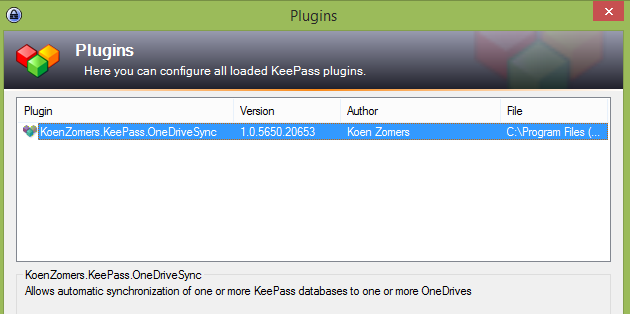 Plugins
Plugins
Here you can configure all loaded KeePass plugins.
Plugin Version Author File
KoenZomers.KeePass.OneDriveSync 1.0.5650.20653 Koen Zomers C:\Program Files (...
KoenZomers.KeePass.OneDriveSync
Allows automatic synchronization of one or more KeePass databases to one or more OneDrives